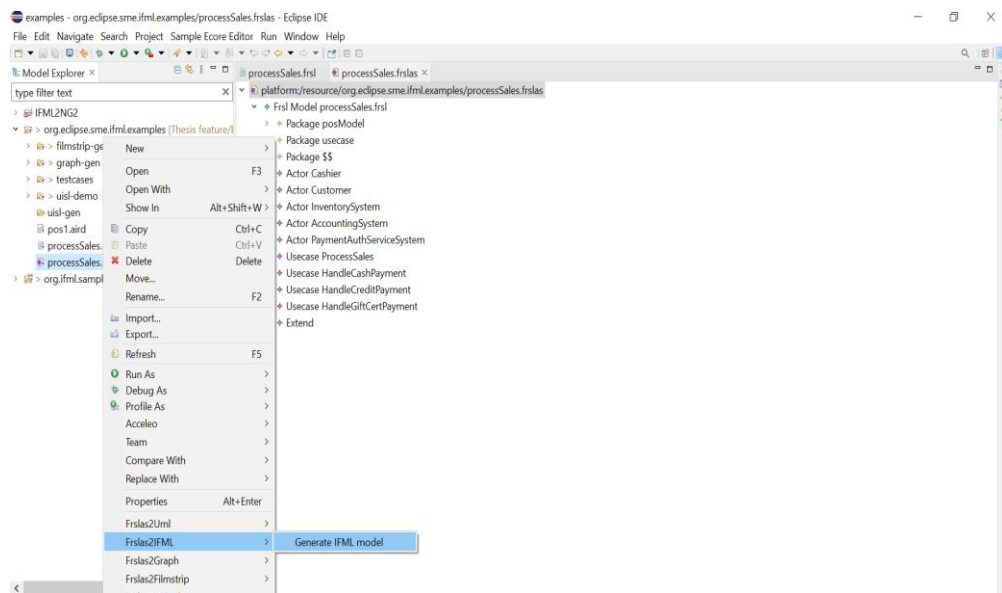 examples - org.eclipse.sme.ifml.examples/processSales.frslas - Eclipse IDE
File Edit Navigate Search Project Sample Ecore Editor Run Window Help
Model Explorer
processSales.frsl
processSales.frslas
type filter text
IFML2NG2
> org.eclipse.sme.ifml.examples [Thesis feature/
> filmstrip-ge
> graph-gen
> testcases
> uisl-demo
uisl-gen
pos1.aird
processSales.
processSales.
> org.ifml.sampl
New
Open F3
Open With
Show In Alt+Shift+W
Copy Ctrl+C
Paste Ctrl+V
Delete Delete
Move...
Rename... F2
Import...
Export...
Refresh F5
Run As
Debug As
Profile As
Acceleo
Team
Compare With
Replace With
Properties Alt+Enter
Frslas2Uml
Frslas2IFML
Frslas2Graph
Frslas2Filmstrip
Generate IFML model
platform:/resource/org.eclipse.sme.ifml.examples/processSales.frslas
Frsl Model processSales.frsl
Package posModel
Package usecase
Package $$
Actor Cashier
Actor Customer
Actor InventorySystem
Actor AccountingSystem
Actor PaymentAuthServiceSystem
Usecase ProcessSales
Usecase HandleCashPayment
Usecase HandleCreditPayment
Usecase HandleGiftCertPayment
Extend